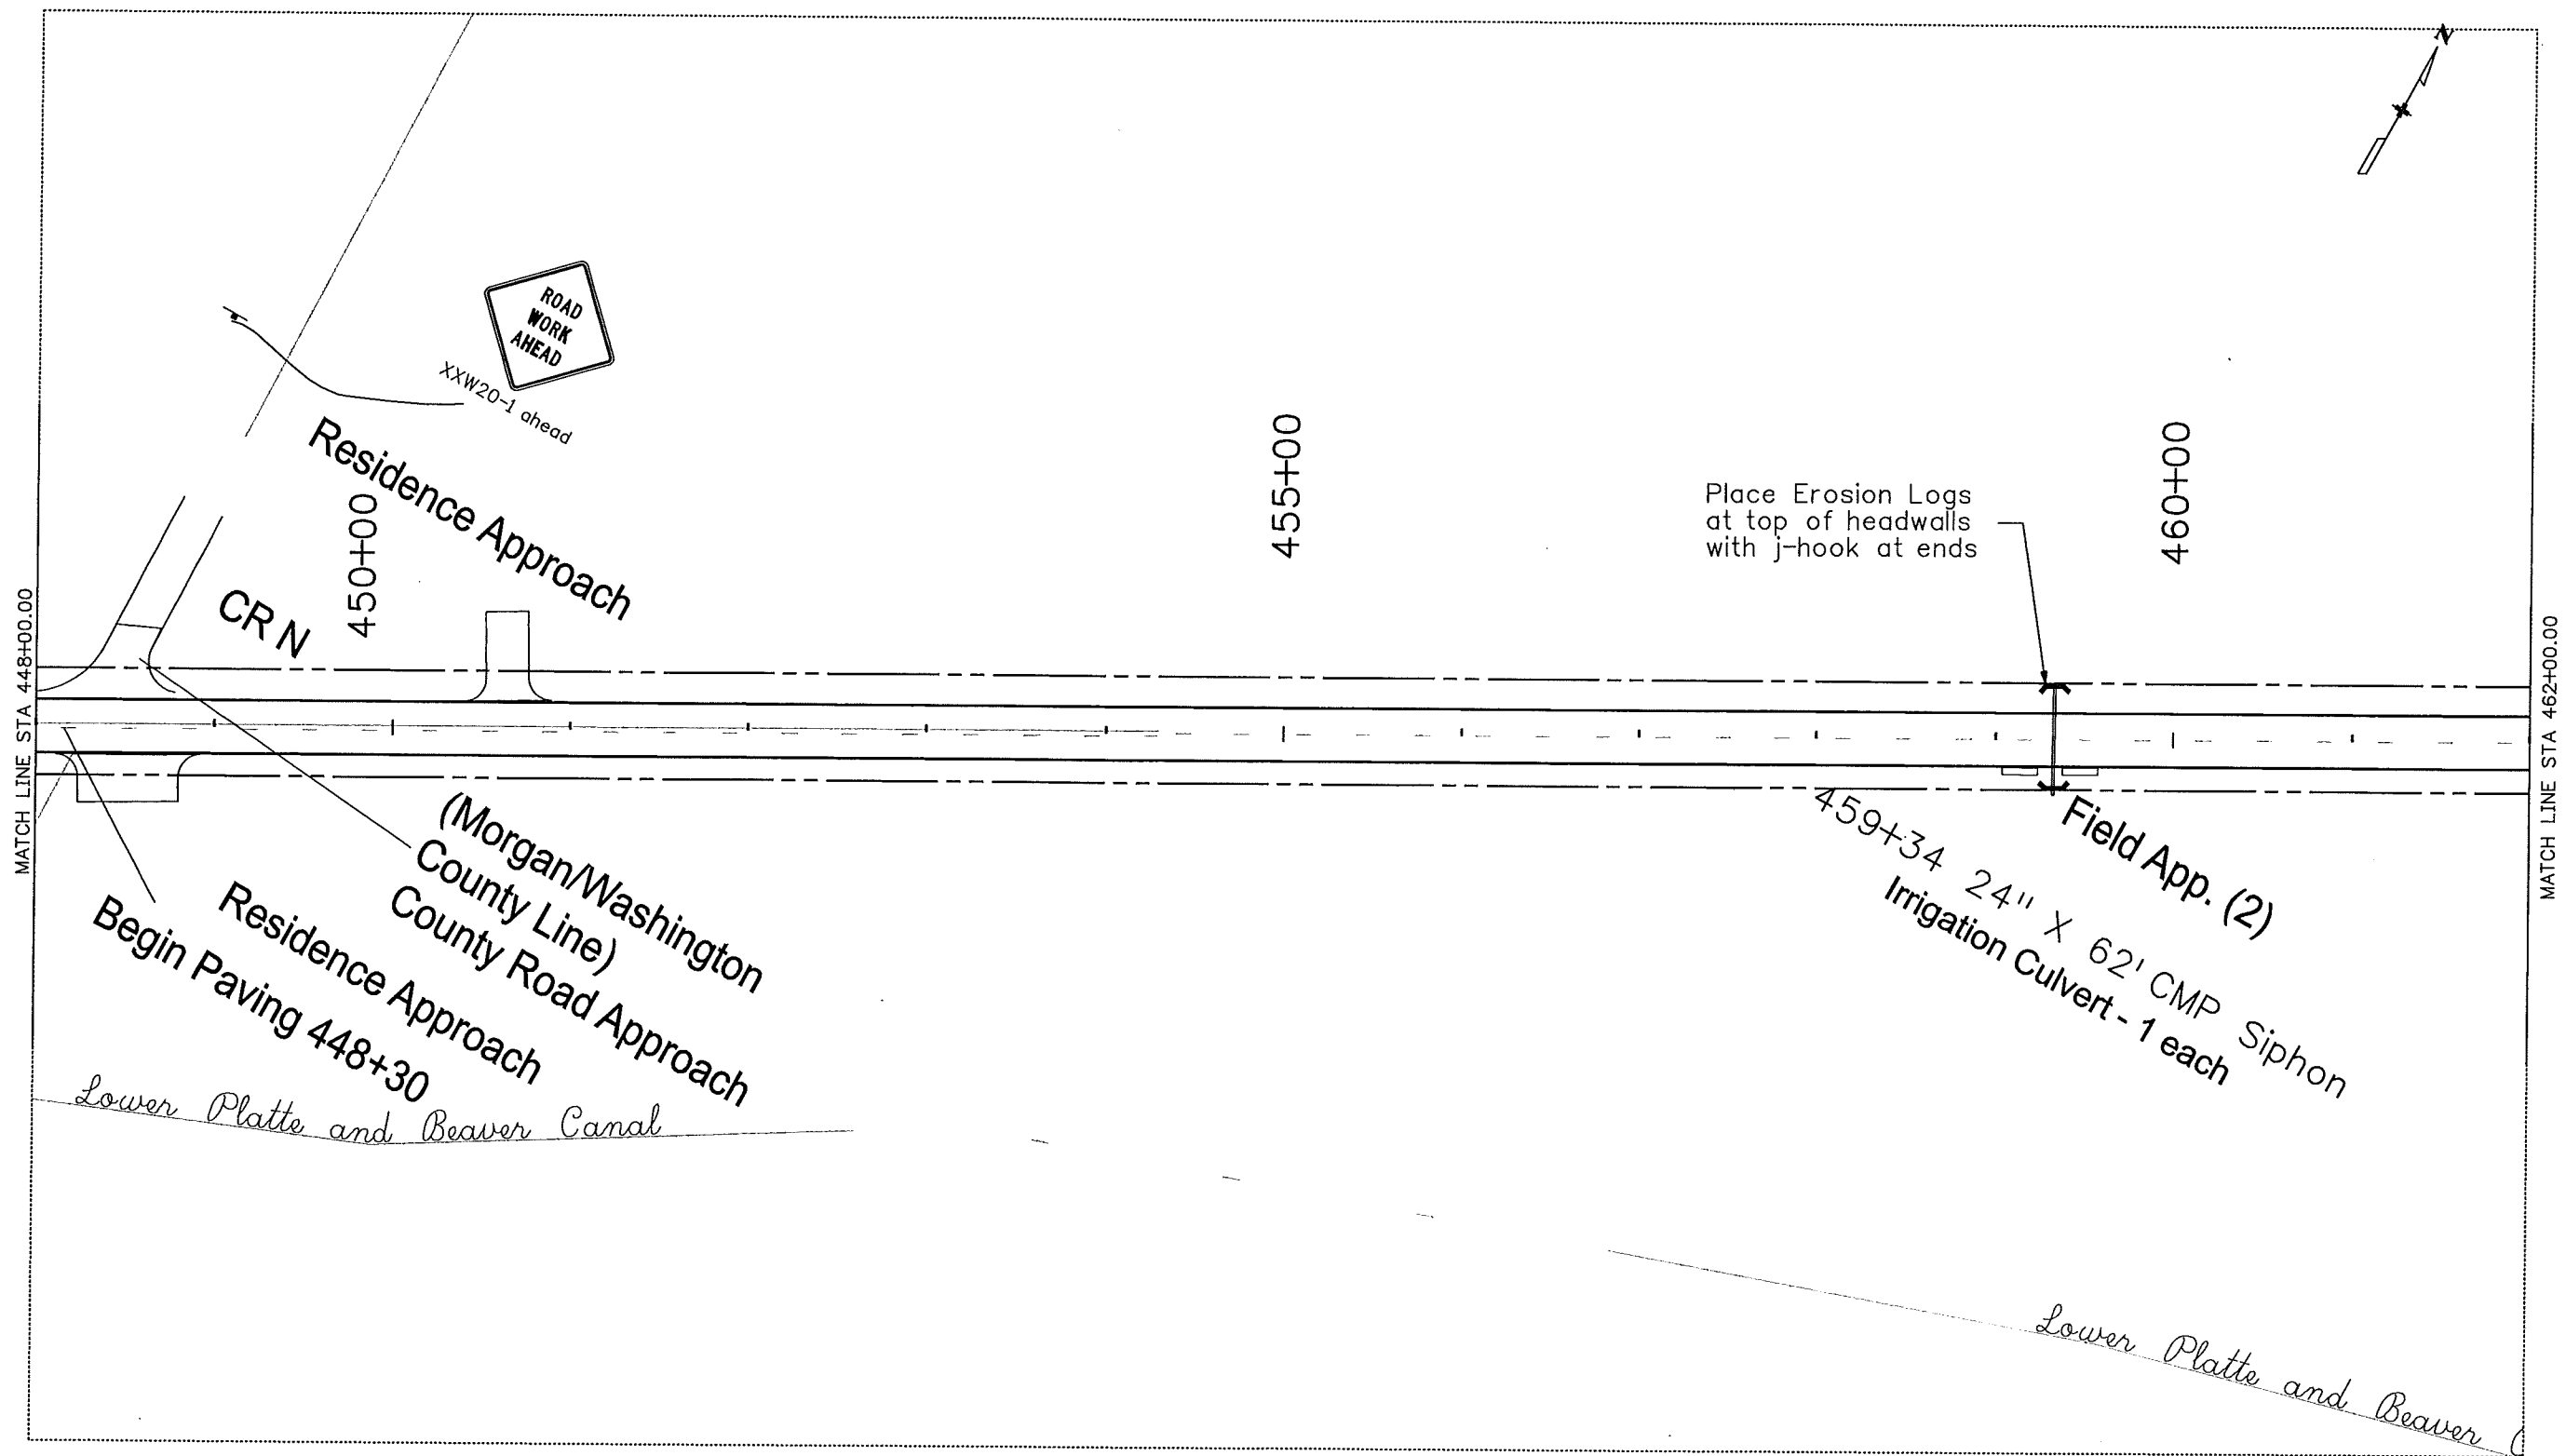 N
ROAD
WORK
AHEAD
XXW20-1 ahead
Residence Approach
CR N
450+00
455+00
460+00
Place Erosion Logs
at top of headwalls
with j-hook at ends
MATCH LINE STA 448+00.00
MATCH LINE STA 462+00.00
(Morgan/Washington
County Line)
County Road Approach
Residence Approach
Begin Paving 448+30
Field App. (2)
459+34 24" X 62' CMP Siphon
Irrigation Culvert - 1 each
Lower Platte and Beaver Canal
Lower Platte and Beaver C